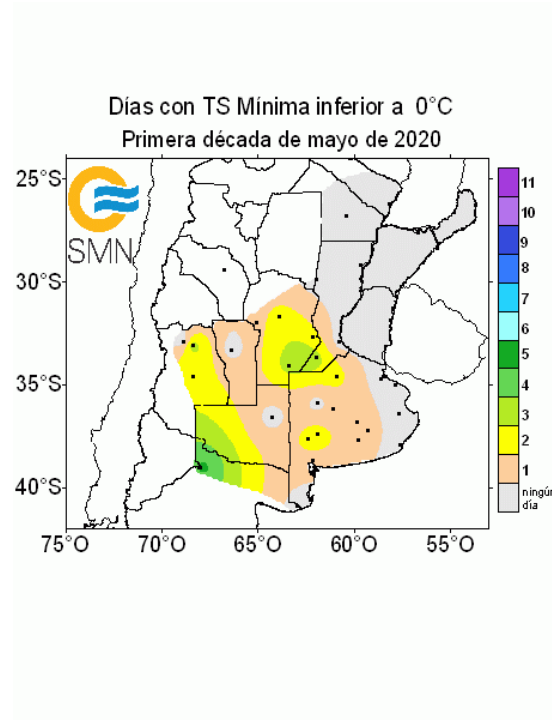 Días con TS Mínima inferior a 0°C
Primera década de mayo de 2020
SMN
25°S
30°S
35°S
40°S
75°O
70°O
65°O
60°O
55°O
11
10
9
8
7
6
5
4
3
2
1
ningún
día